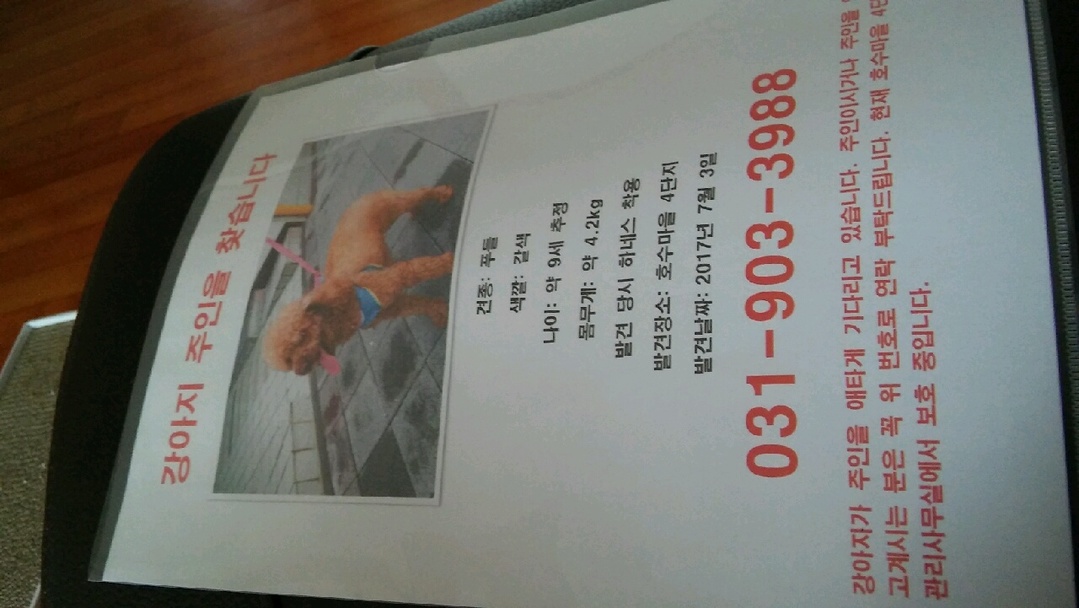 강아지 주인을 찾습니다
견종: 푸들
색깔: 갈색
나이: 약 9세 추정
몸무게: 약 4.2kg
발견 당시 하네스 착용
발견장소: 호수마을 4단지
발견날짜: 2017년 7월 3일
031-903-3988
강아자가 주인을 애타게 기다리고 있습니다. 주인이시거나 주인을
고계시는 분은 꼭 위 번호로 연락 부탁드립니다. 현재 호수마을 4단
관리사무실에서 보호 중입니다.